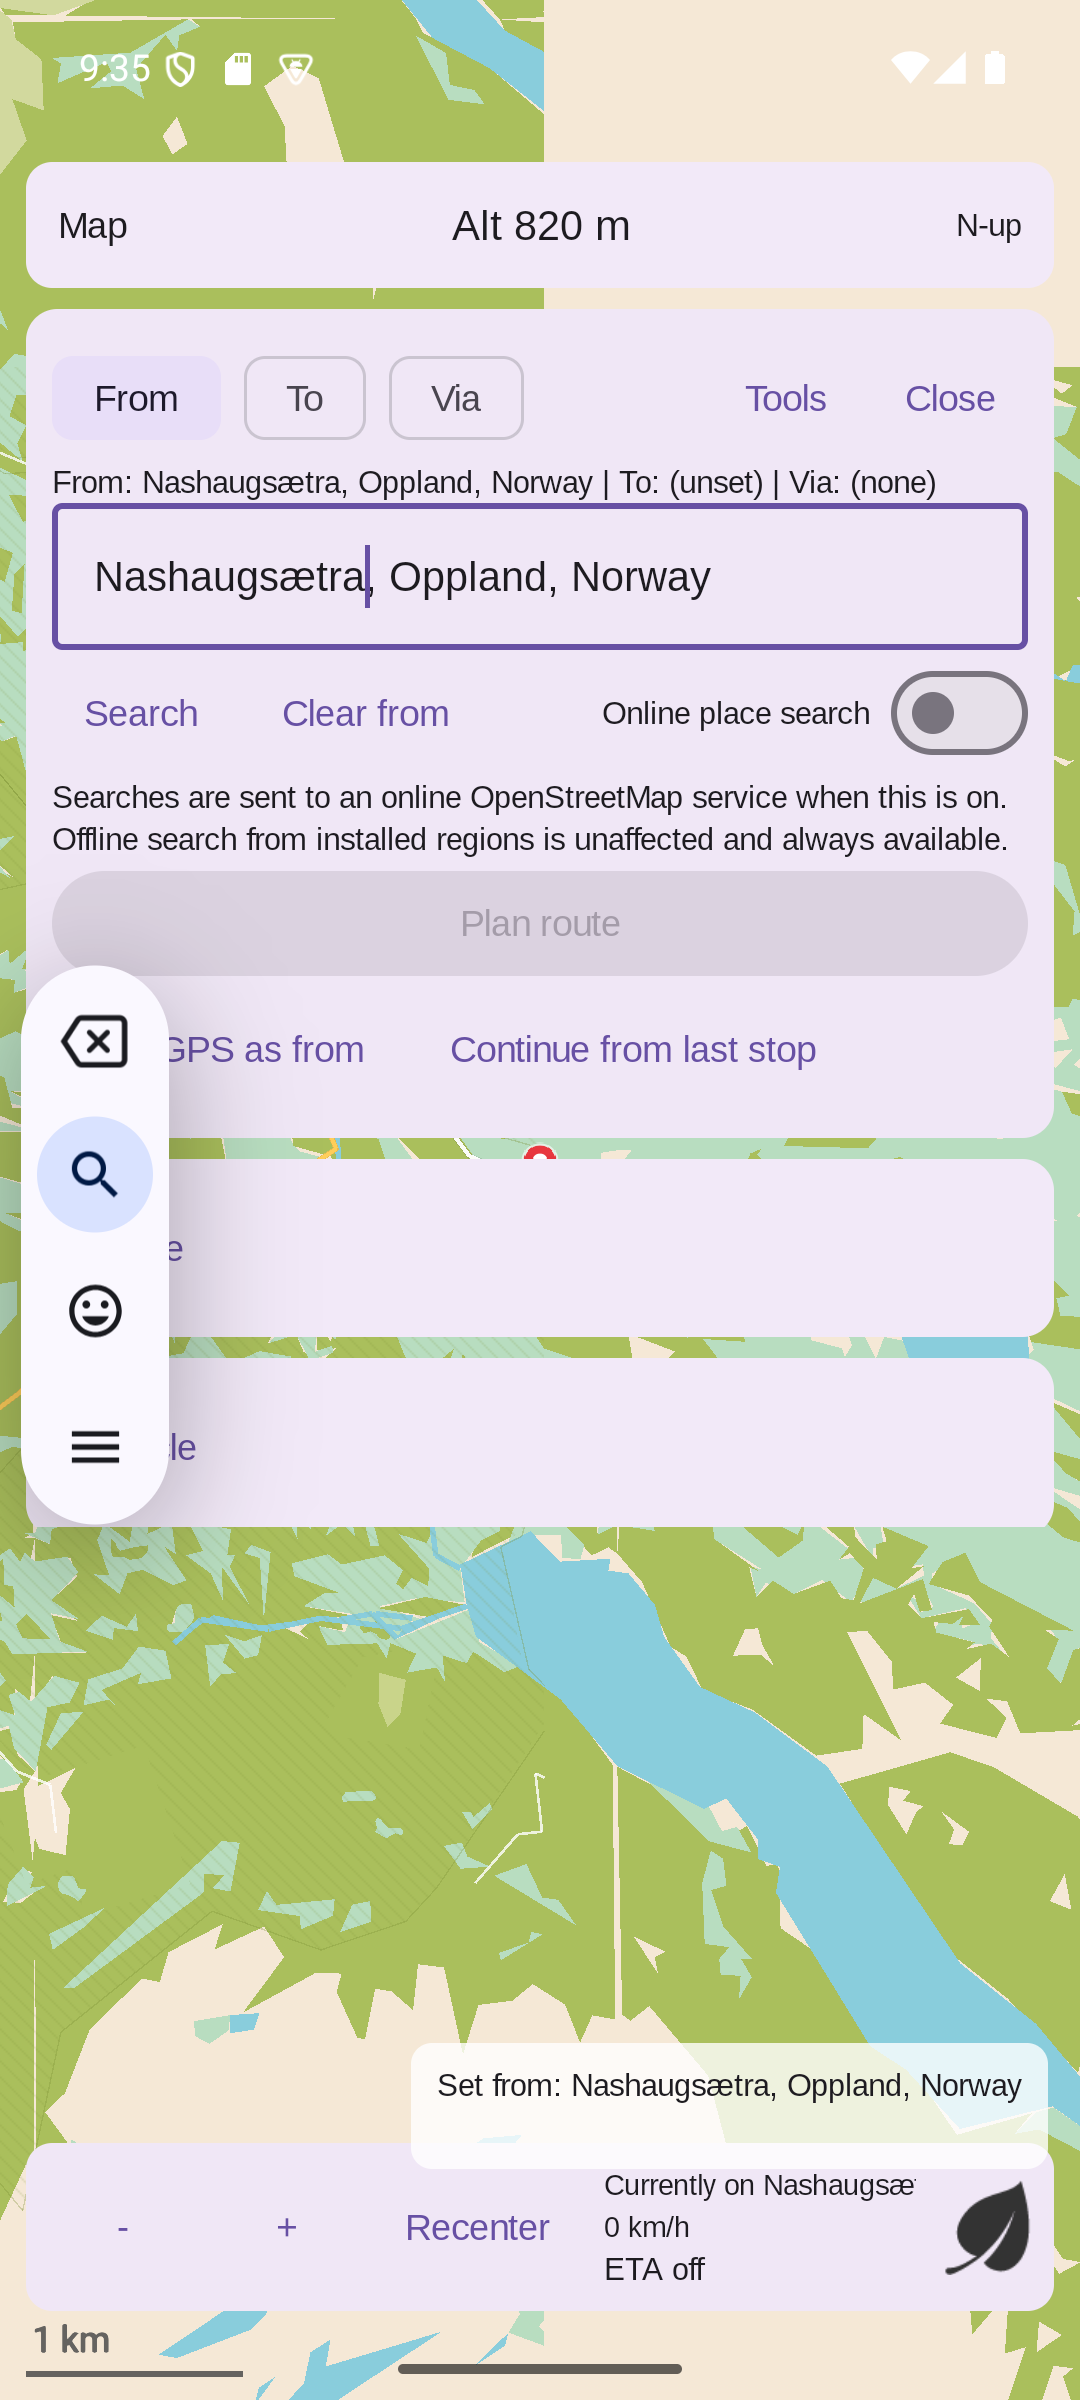 9:35
Map
Alt 820 m
N-up
From
To
Via
Tools
Close
From: Nashaugsætra, Oppland, Norway | To: (unset) | Via: (none)
Nashaugsætra, Oppland, Norway
Search
Clear from
Online place search
Searches are sent to an online OpenStreetMap service when this is on.
Offline search from installed regions is unaffected and always available.
Plan route
GPS as from
Continue from last stop
Set from: Nashaugsætra, Oppland, Norway
Currently on
-
+
Recenter
0 km/h
ETA off
1 km